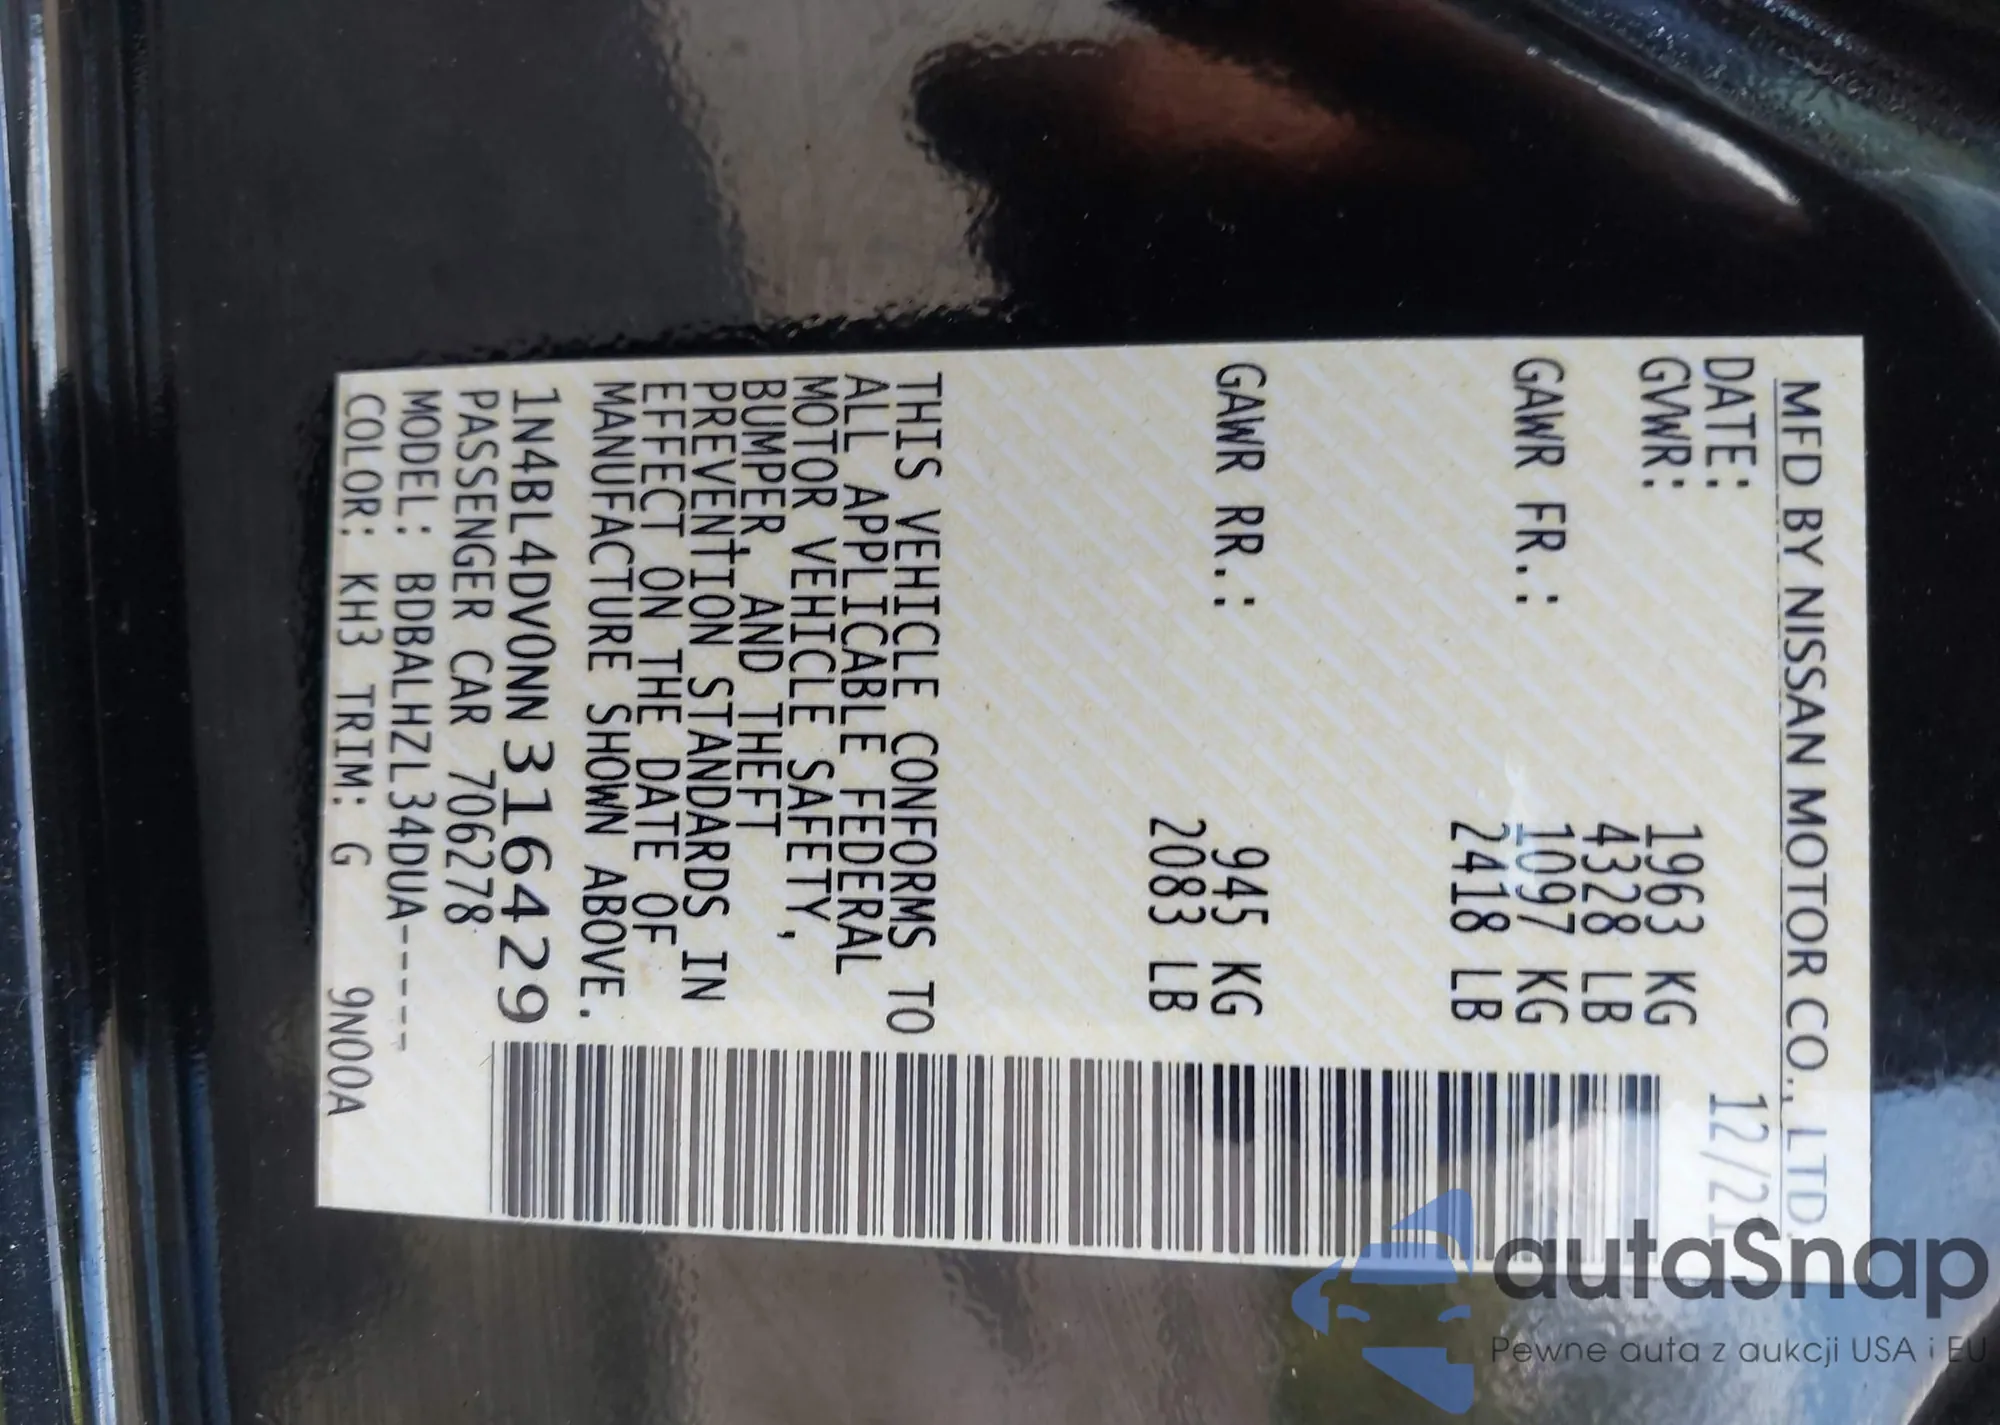 MFD BY NISSAN MOTOR CO., LTD.
DATE: 12/21
GVWR: 1963 KG
4328 LB
GAWR FR.: 1097 KG
2418 LB
GAWR RR.: 945 KG
2083 LB
THIS VEHICLE CONFORMS TO
ALL APPLICABLE FEDERAL
MOTOR VEHICLE SAFETY,
BUMPER, AND THEFT
PREVENTION STANDARDS IN
EFFECT ON THE DATE OF
MANUFACTURE SHOWN ABOVE.
1N4BL4DV0NN316429
PASSENGER CAR 706278
MODEL: BDBALHZL34DUA-----
COLOR: KH3 TRIM: G 9N00A
autaSnap
Pewne auta z aukcji USA i EU